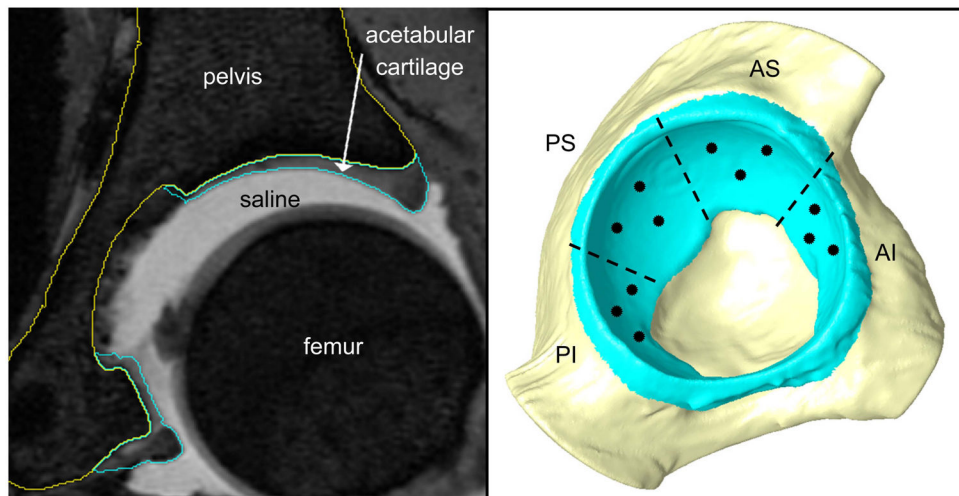 acetabular
cartilage
pelvis
saline
femur
AS
PS
AI
PI